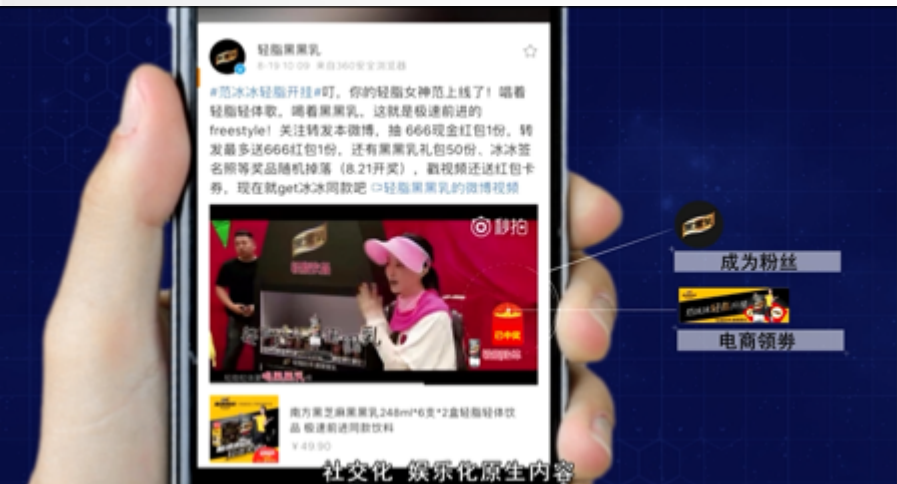 轻脂黑黑乳
8-19 10:09 来自360安全浏览器
#范冰冰轻脂开挂#叮，你的轻脂女神范上线了！唱着
轻脂轻体歌，喝着黑黑乳，这就是极速前进的
freestyle！关注转发本微博，抽 666现金红包1份，转
发最多送666红包1份，还有黑黑乳礼包50份、冰冰签
名照等奖品随机掉落（8.21开奖），戳视频还送红包卡
券，现在就get冰冰同款吧 轻脂黑黑乳的微博视频
秒拍
成为粉丝
已中奖
电商领券
南方黑芝麻黑黑乳248ml*6支*2盒轻脂轻体饮
品 极速前进同款饮料
￥49.90
社交化 娱乐化原生内容